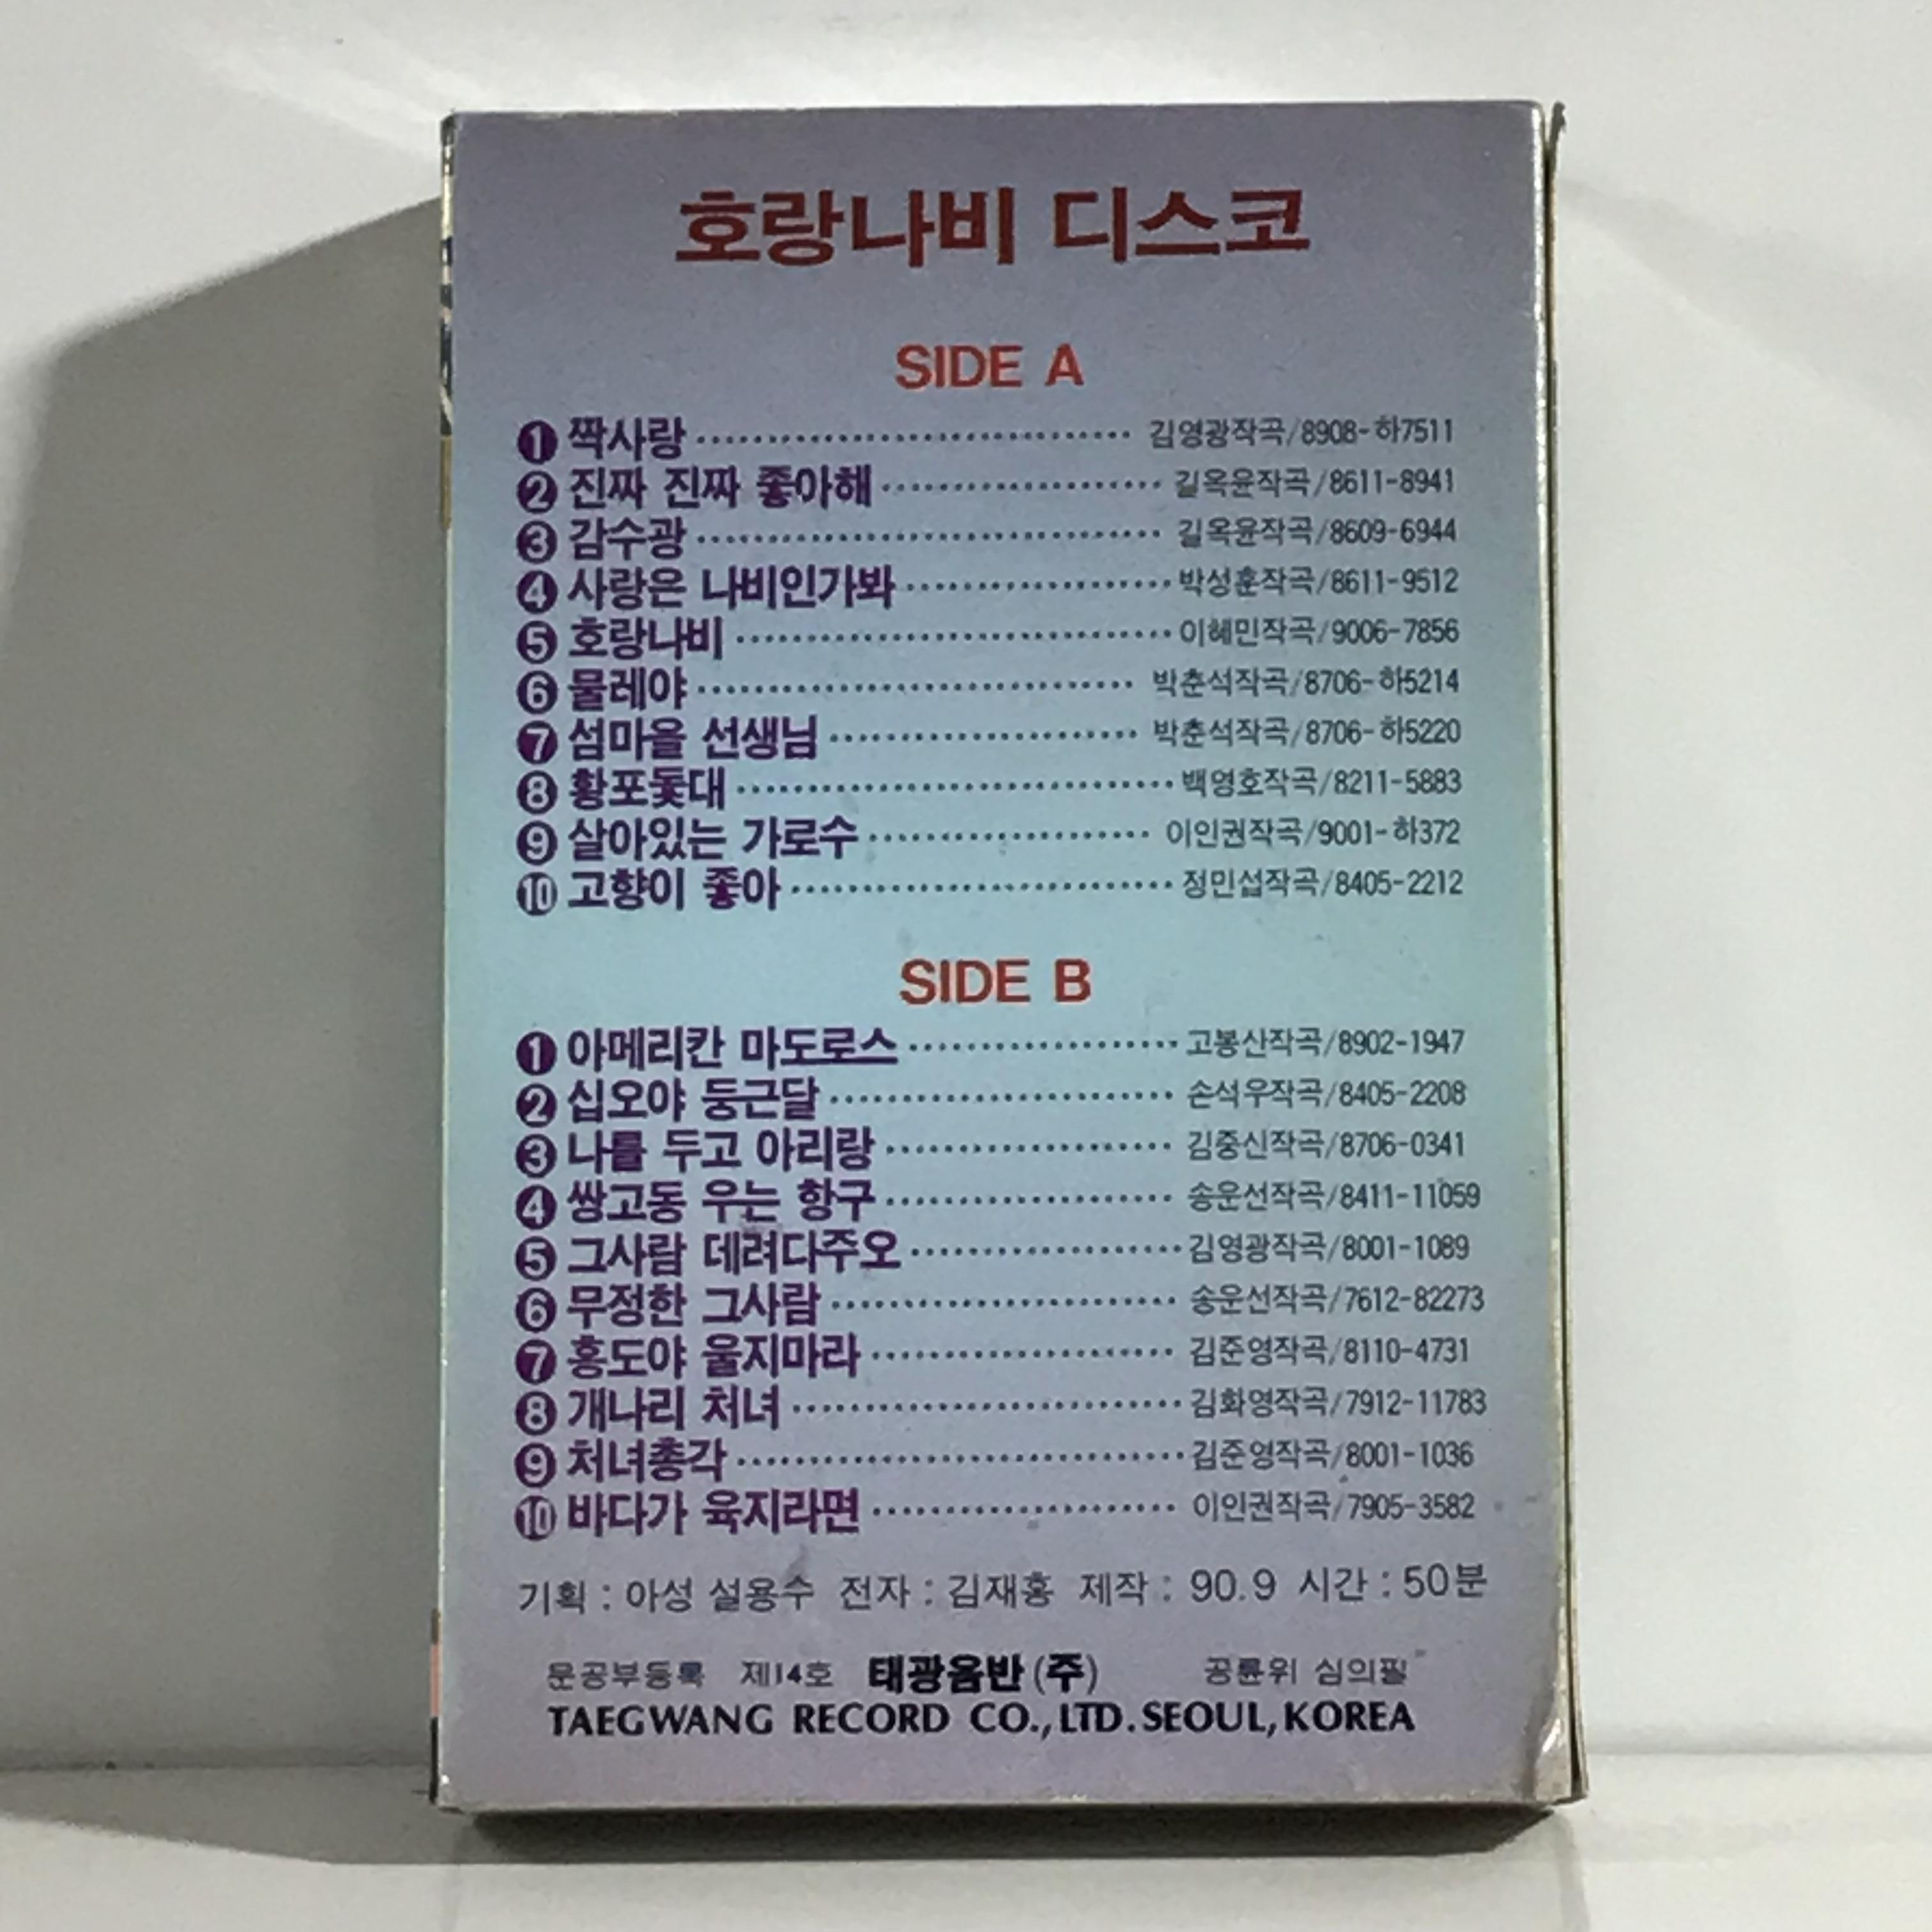 호랑나비 디스코
SIDE A
❶ 짝사랑 ·············· 김영광작곡/8908-하7511
❷ 진짜 진짜 좋아해 ·············· 길옥윤작곡/8611-8941
❸ 감수광 ·············· 길옥윤작곡/8609-6944
❹ 사랑은 나비인가봐 ·············· 박성훈작곡/8611-9512
❺ 호랑나비 ·············· 이혜민작곡/9006-7856
❻ 물레야 ·············· 박춘석작곡/8706-하5214
❼ 섬마을 선생님 ·············· 박춘석작곡/8706-하5220
❽ 황포돛대 ·············· 백영호작곡/8211-5883
❾ 살아있는 가로수 ·············· 이인권작곡/9001-하372
❿ 고향이 좋아 ·············· 정민섭작곡/8405-2212
SIDE B
❶ 아메리칸 마도로스 ·············· 고봉산작곡/8902-1947
❷ 십오야 둥근달 ·············· 손석우작곡/8405-2208
❸ 나를 두고 아리랑 ·············· 김중신작곡/8706-0341
❹ 쌍고동 우는 항구 ·············· 송운선작곡/8411-11059
❺ 그사람 데려다주오 ·············· 김영광작곡/8001-1089
❻ 무정한 그사람 ·············· 송운선작곡/7612-82273
❼ 홍도야 울지마라 ·············· 김준영작곡/8110-4731
❽ 개나리 처녀 ·············· 김화영작곡/7912-11783
❾ 처녀총각 ·············· 김준영작곡/8001-1036
❿ 바다가 육지라면 ·············· 이인권작곡/7905-3582
기획 : 아성 설용수 전자 : 김재홍 제작 : 90.9 시간 : 50분
문공부등록 제14호 태광음반(주) 공륜위 심의필
TAEGWANG RECORD CO., LTD. SEOUL, KOREA